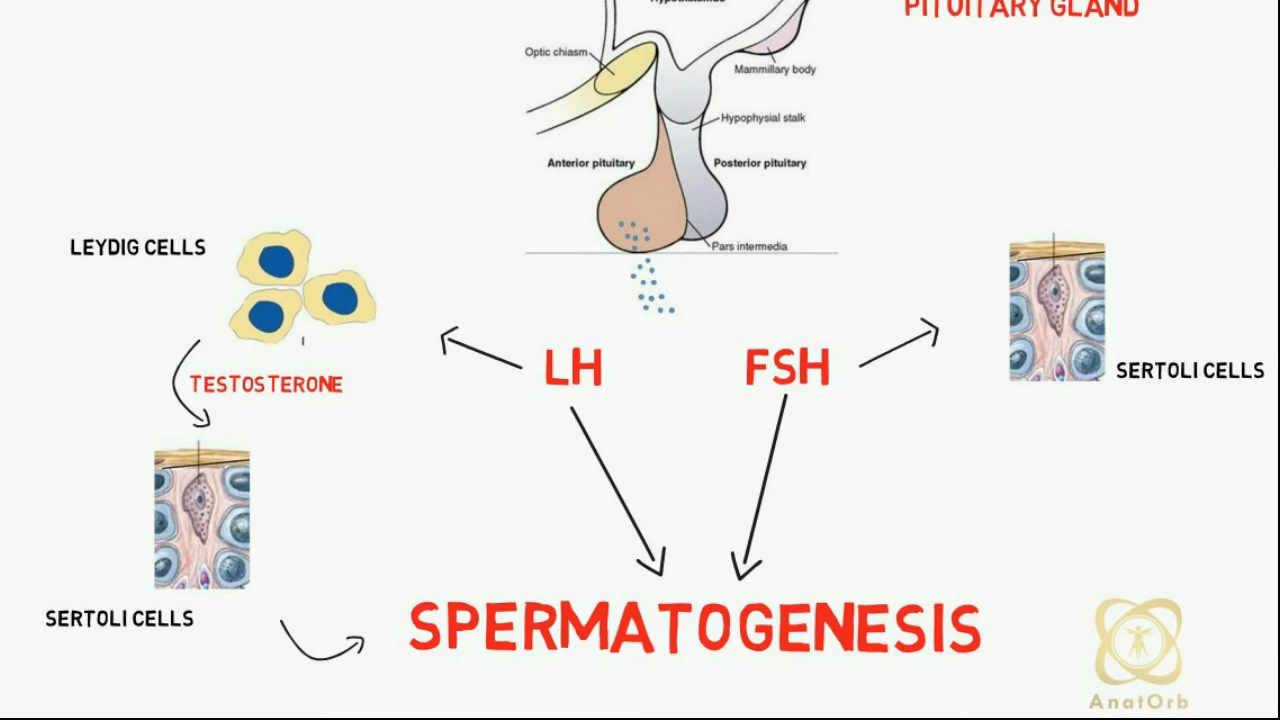 Hypothalamus
PITUITARY GLAND
Optic chiasm
Mammillary body
Hypophysial stalk
Anterior pituitary
Posterior pituitary
Pars intermedia
LEYDIG CELLS
LH
FSH
SERTOLI CELLS
TESTOSTERONE
SERTOLI CELLS
SPERMATOGENESIS
AnatOrb